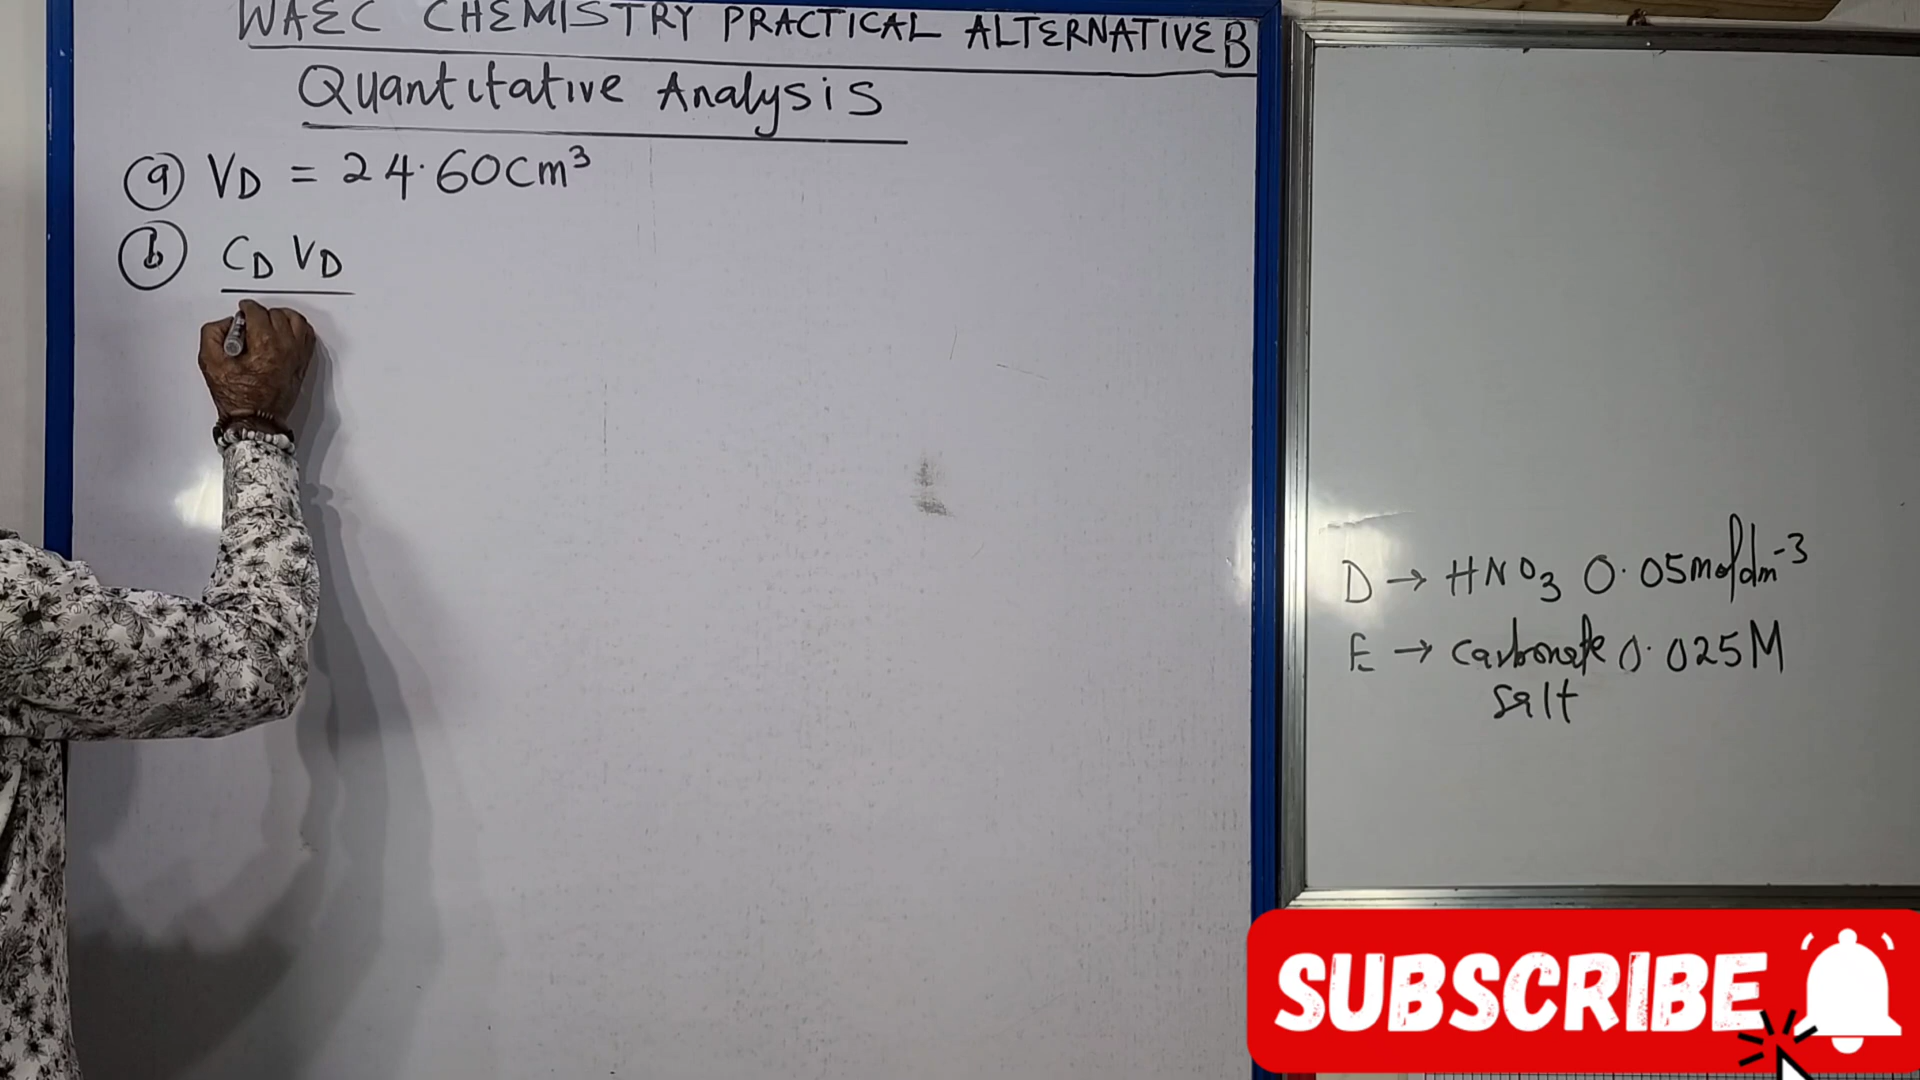 WAEC CHEMISTRY PRACTICAL ALTERNATIVE B
Quantitative Analysis
(a) VD = 24.60cm³
(b) CD VD
D → HNO3 0.05mol/dm⁻³
E → carbonate 0.025M
salt
SUBSCRIBE